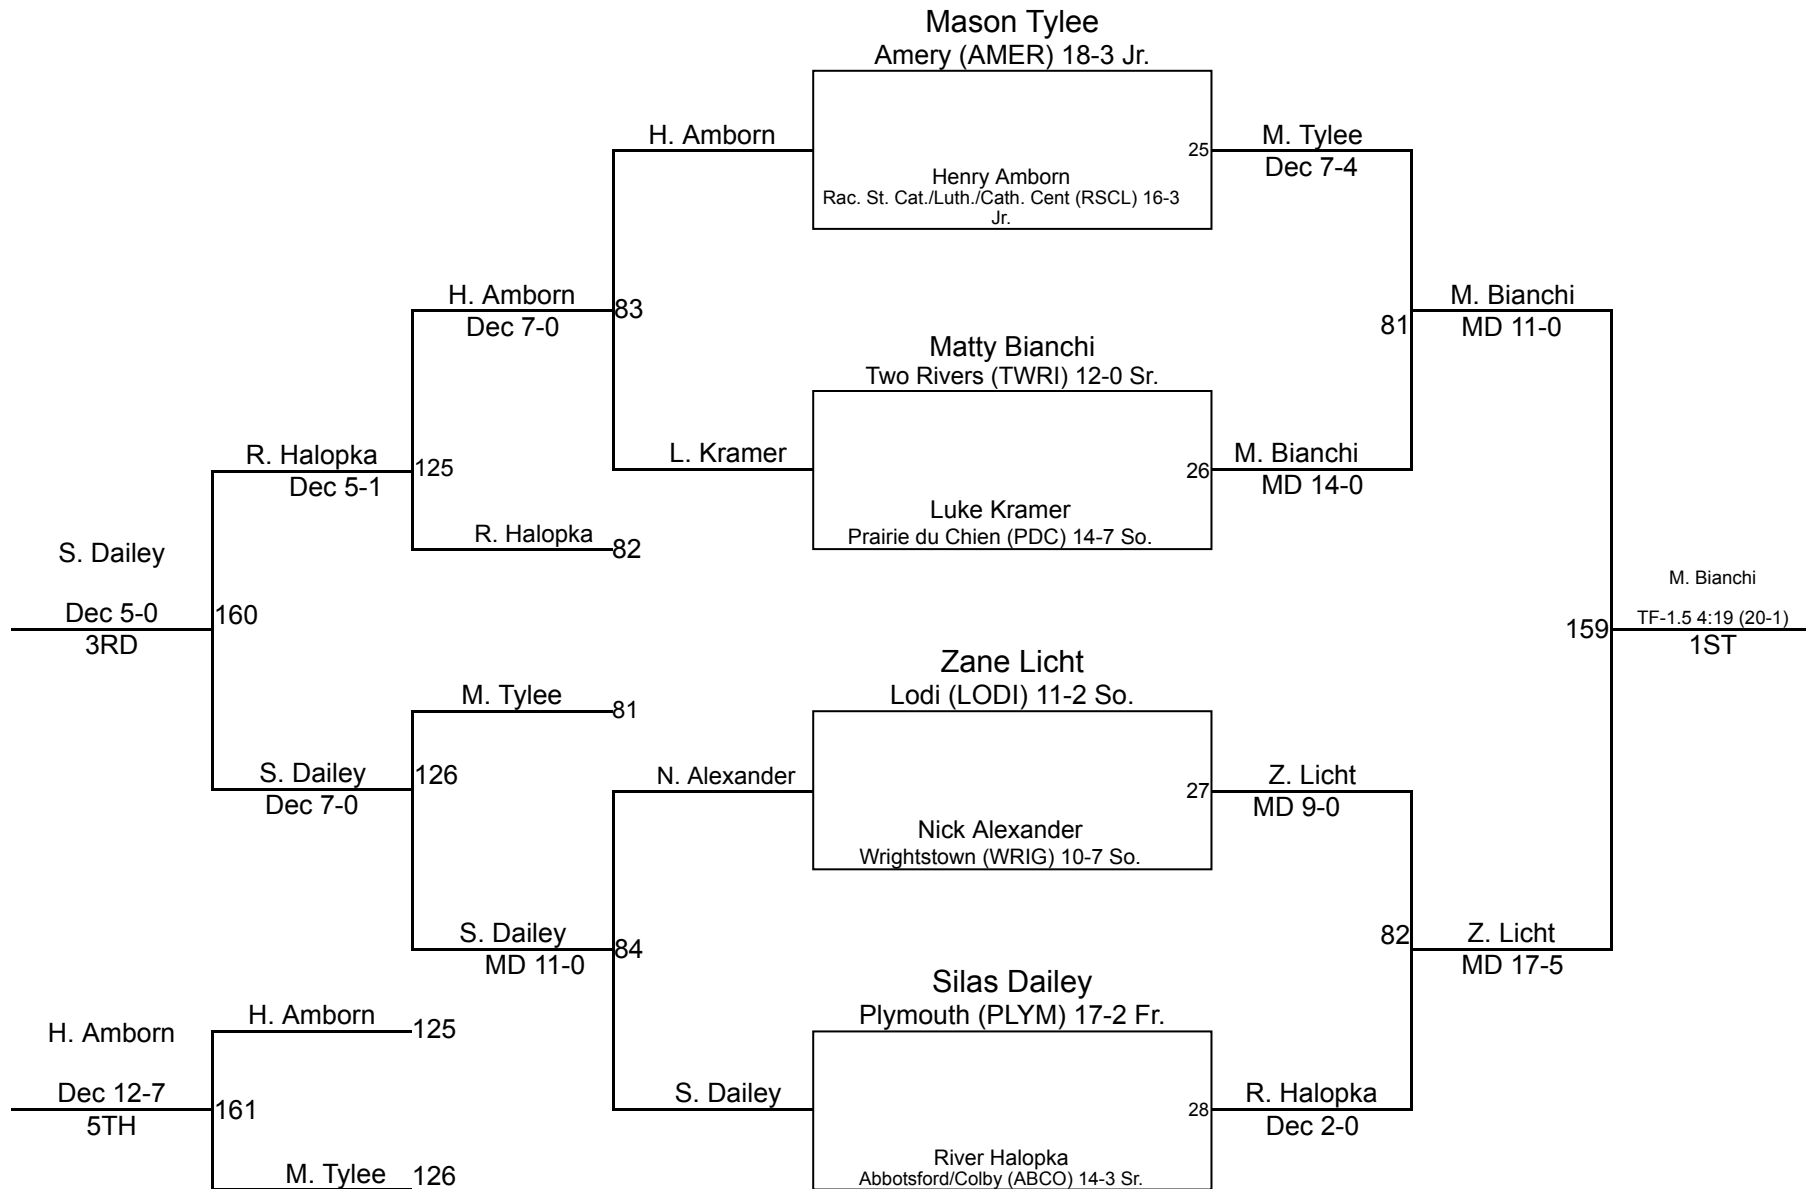 Mason Tylee
Amery (AMER) 18-3 Jr.
H. Amborn
25
M. Tylee
Dec 7-4
Henry Amborn
Rac. St. Cat./Luth./Cath. Cent (RSCL) 16-3
Jr.
H. Amborn
Dec 7-0
83
M. Bianchi
MD 11-0
81
Matty Bianchi
Two Rivers (TWRI) 12-0 Sr.
R. Halopka
Dec 5-1
125
L. Kramer
26
M. Bianchi
MD 14-0
Luke Kramer
Prairie du Chien (PDC) 14-7 So.
R. Halopka
82
S. Dailey
Dec 5-0
3RD
160
M. Bianchi
TF-1.5 4:19 (20-1)
1ST
159
Zane Licht
Lodi (LODI) 11-2 So.
M. Tylee
81
S. Dailey
Dec 7-0
126
N. Alexander
27
Z. Licht
MD 9-0
Nick Alexander
Wrightstown (WRIG) 10-7 So.
S. Dailey
MD 11-0
84
82
Z. Licht
MD 17-5
Silas Dailey
Plymouth (PLYM) 17-2 Fr.
H. Amborn
H. Amborn
125
Dec 12-7
5TH
161
S. Dailey
28
R. Halopka
Dec 2-0
River Halopka
Abbotsford/Colby (ABCO) 14-3 Sr.
M. Tylee
126